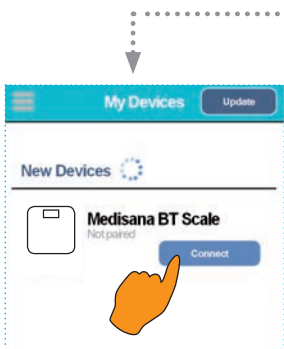 My Devices Update
New Devices
Medisana BT Scale
Not paired
Connect